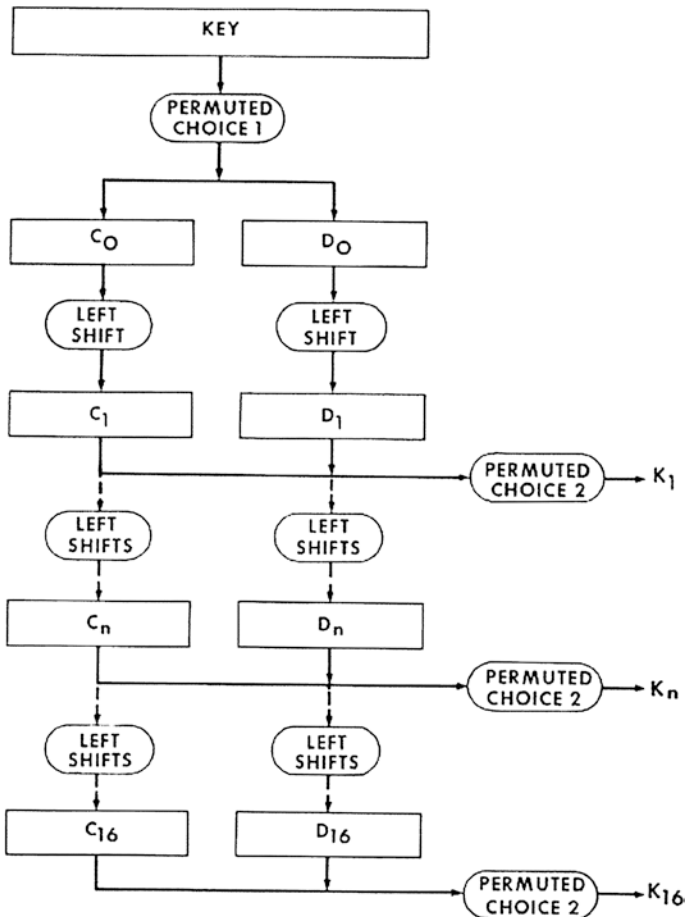 KEY
PERMUTED
CHOICE 1
C0
D0
LEFT
SHIFT
LEFT
SHIFT
C1
D1
PERMUTED
CHOICE 2
K1
LEFT
SHIFTS
LEFT
SHIFTS
Cn
Dn
PERMUTED
CHOICE 2
Kn
LEFT
SHIFTS
LEFT
SHIFTS
C16
D16
PERMUTED
CHOICE 2
K16